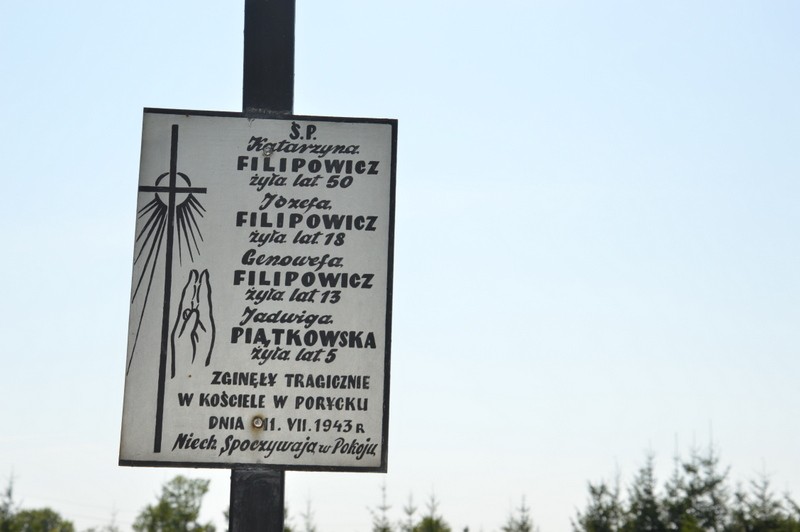 Ś.P.
Katarzyna
FILIPOWICZ
żyła lat 50
Józefa
FILIPOWICZ
żyła lat 18
Genowefa
FILIPOWICZ
żyła lat 13
Jadwiga
PIĄTKOWSKA
żyła lat 5
ZGINĘŁY TRAGICZNIE
W KOŚCIELE W PORYCKU
DNIA 11. VII. 1943 R
Niech Spoczywają w Pokoju